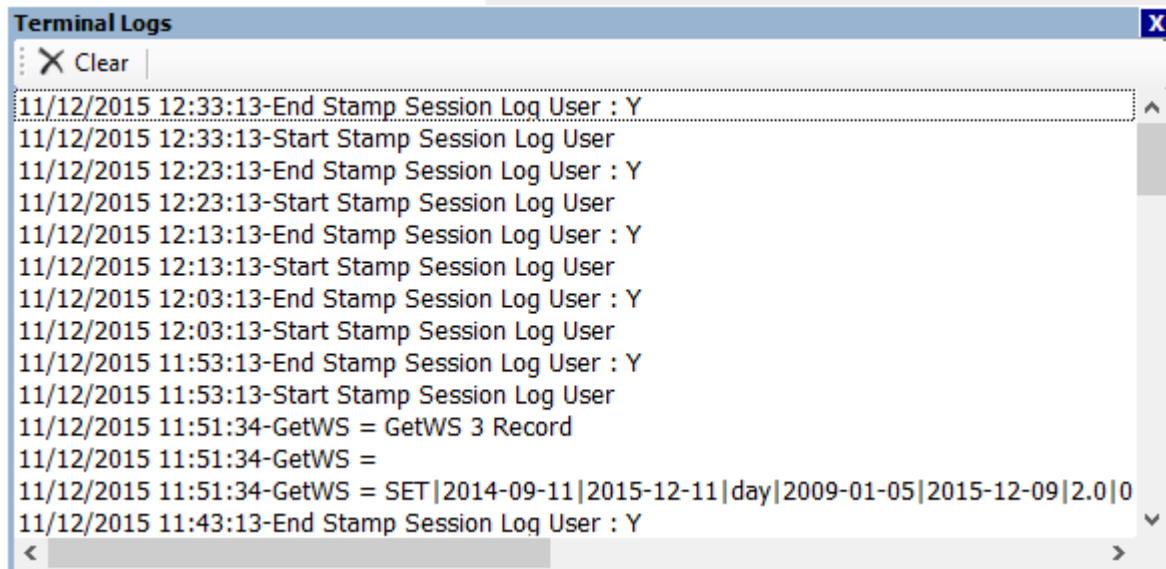 Terminal Logs
X
Clear
11/12/2015 12:33:13-End Stamp Session Log User : Y
11/12/2015 12:33:13-Start Stamp Session Log User
11/12/2015 12:23:13-End Stamp Session Log User : Y
11/12/2015 12:23:13-Start Stamp Session Log User
11/12/2015 12:13:13-End Stamp Session Log User : Y
11/12/2015 12:13:13-Start Stamp Session Log User
11/12/2015 12:03:13-End Stamp Session Log User : Y
11/12/2015 12:03:13-Start Stamp Session Log User
11/12/2015 11:53:13-End Stamp Session Log User : Y
11/12/2015 11:53:13-Start Stamp Session Log User
11/12/2015 11:51:34-GetWS = GetWS 3 Record
11/12/2015 11:51:34-GetWS =
11/12/2015 11:51:34-GetWS = SET|2014-09-11|2015-12-11|day|2009-01-05|2015-12-09|2.0|0
11/12/2015 11:43:13-End Stamp Session Log User : Y